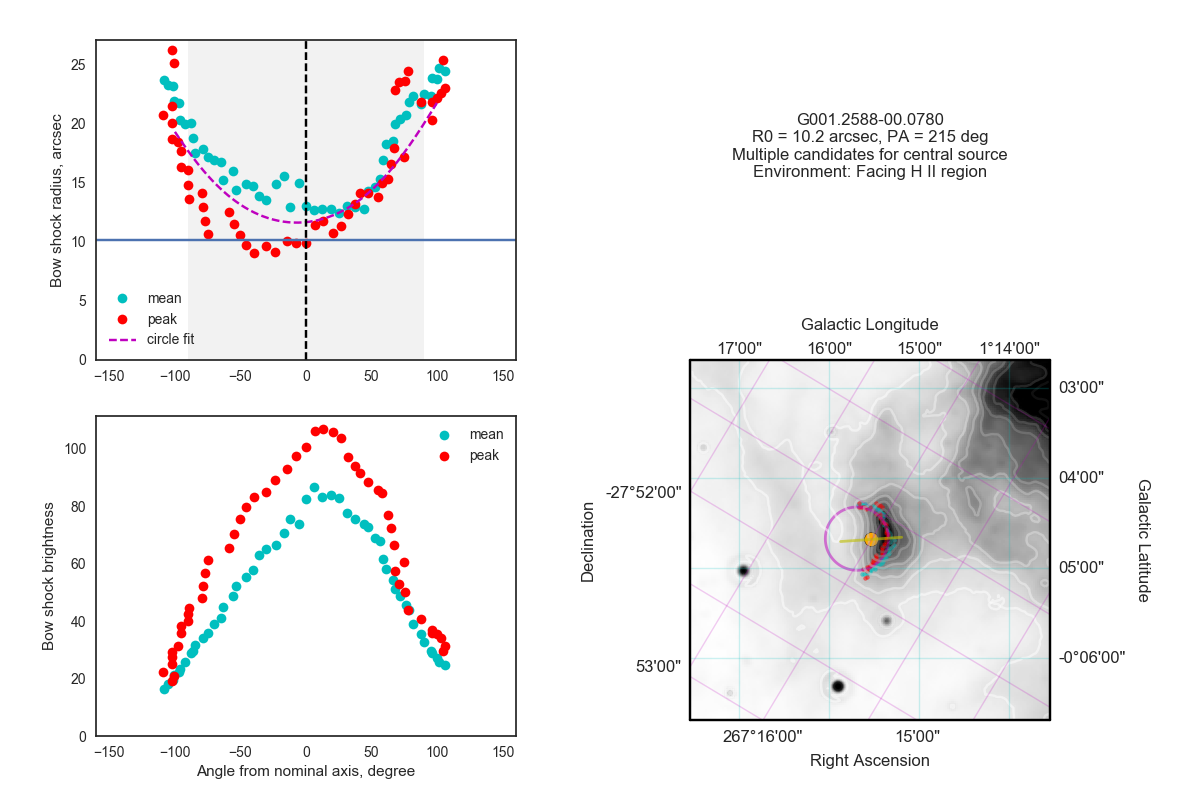 25
20
15
10
5
0
Bow shock radius, arcsec
mean
peak
circle fit
−150
−100
−50
0
50
100
150
100
80
60
40
20
0
Bow shock brightness
mean
peak
−150
−100
−50
0
50
100
150
Angle from nominal axis, degree
G001.2588-00.0780
R0 = 10.2 arcsec, PA = 215 deg
Multiple candidates for central source
Environment: Facing H II region
Galactic Longitude
17'00"
16'00"
15'00"
1°14'00"
03'00"
04'00"
05'00"
-0°06'00"
Galactic Latitude
-27°52'00"
53'00"
Declination
267°16'00"
15'00"
Right Ascension